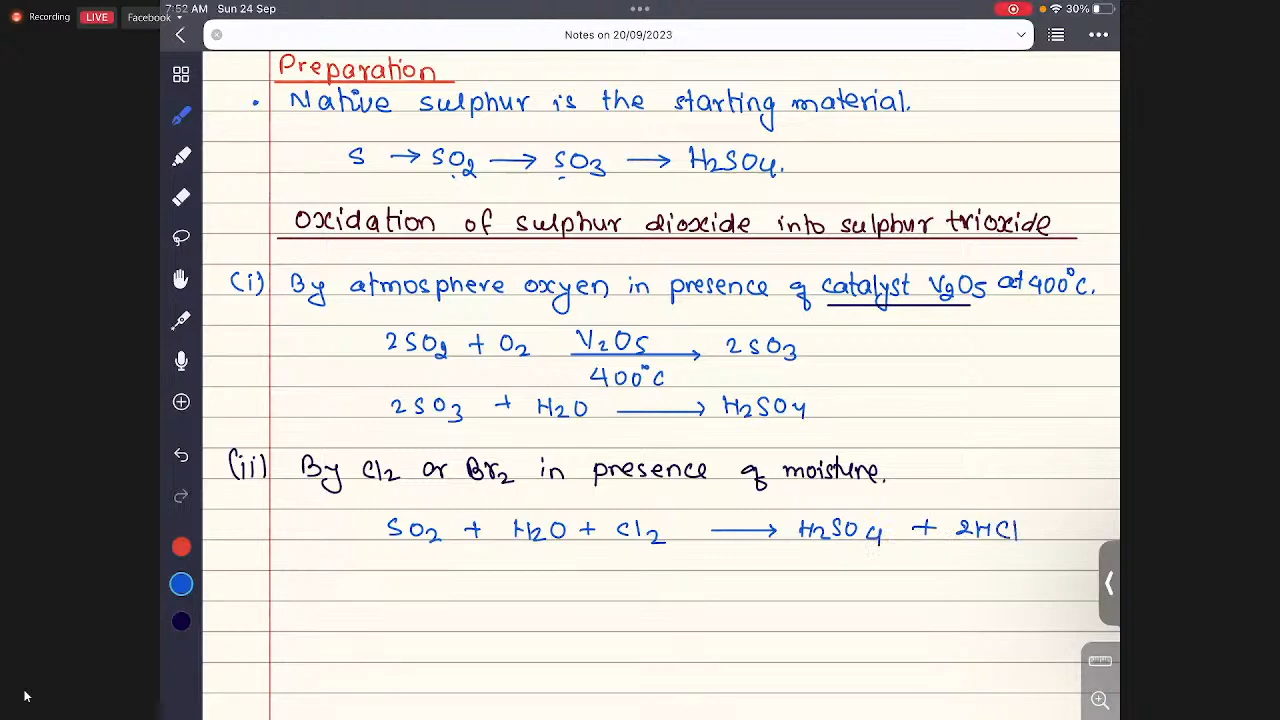 Recording LIVE Facebook
7:52 AM Sun 24 Sep
30%
Notes on 20/09/2023
Preparation
• Native sulphur is the starting material.
S → SO2 → SO3 → H2SO4.
Oxidation of sulphur dioxide into sulphur trioxide
(i) By atmosphere oxyen in presence of catalyst V2O5 at 400°C.
2SO2 + O2 V2O5 → 2SO3
400°C
2SO3 + H2O → H2SO4
(ii) By Cl2 or Br2 in presence of moisture.
SO2 + H2O + Cl2 → H2SO4 + 2HCl